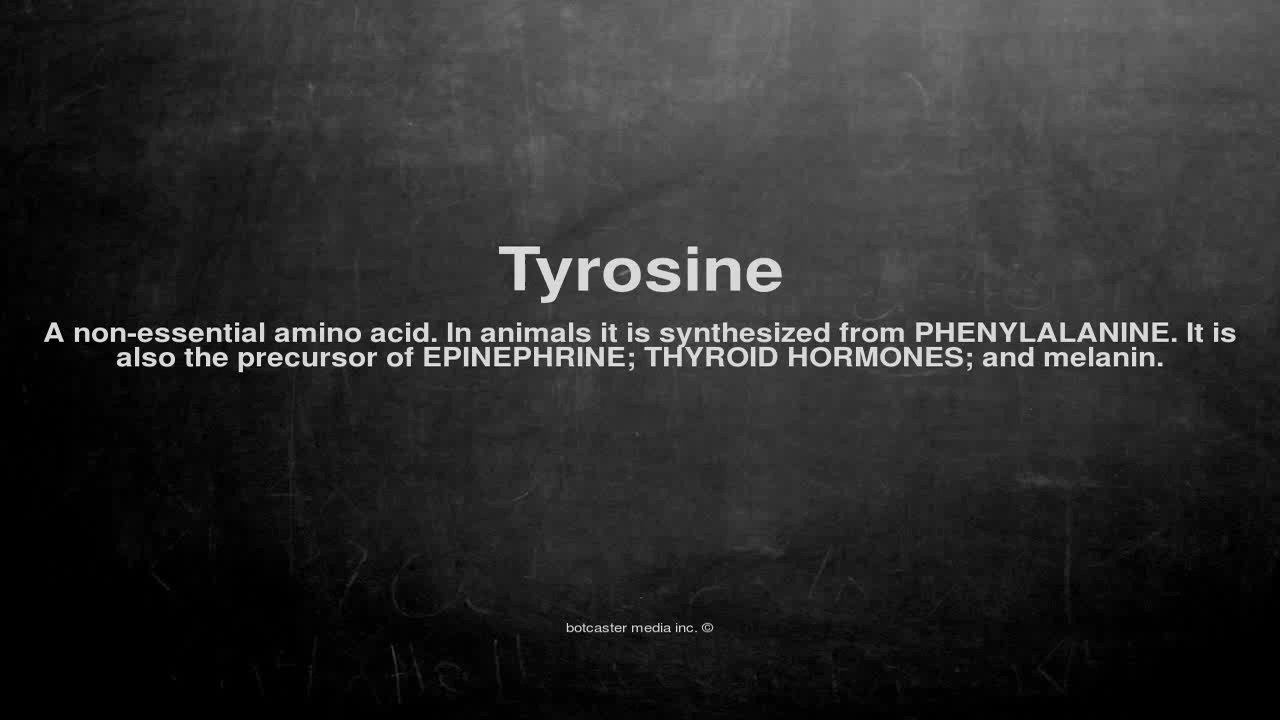 Tyrosine
A non-essential amino acid. In animals it is synthesized from PHENYLALANINE. It is
also the precursor of EPINEPHRINE; THYROID HORMONES; and melanin.
botcaster media inc. ©